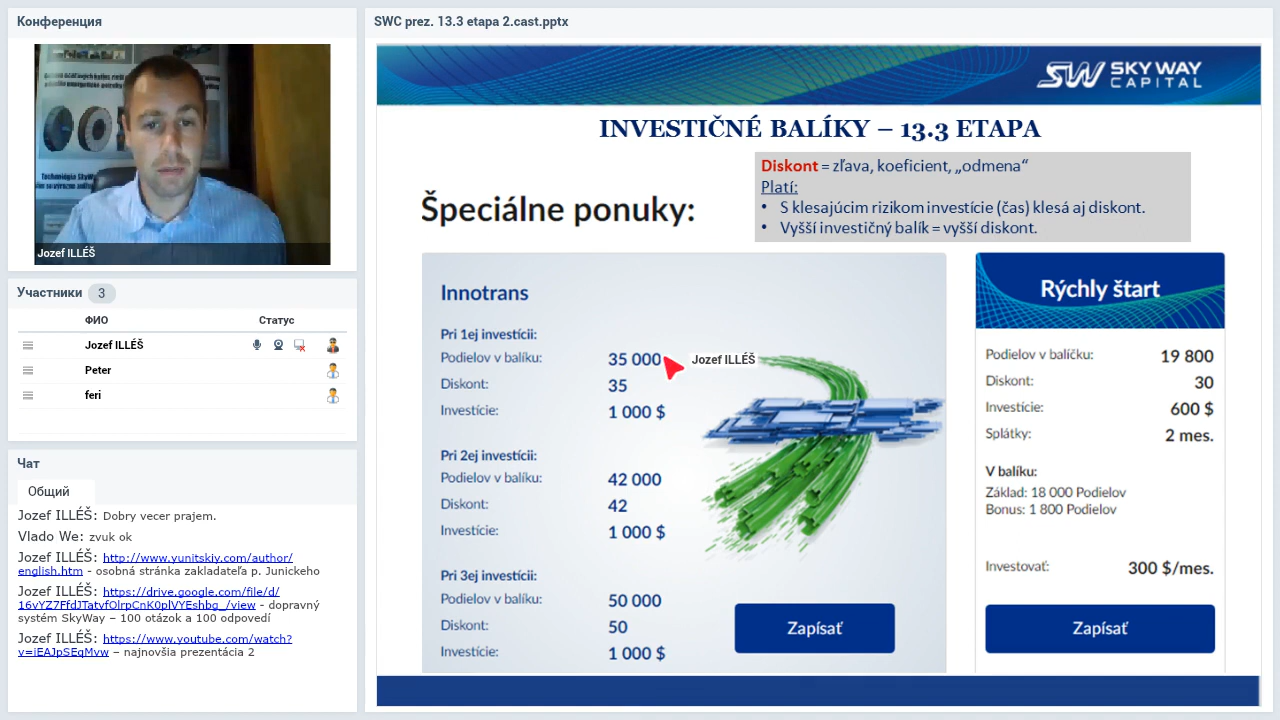 Конференция
Jozef ILLÉŠ
Участники 3
ФИО Статус
Jozef ILLÉŠ
Peter
feri
Чат
Общий
Jozef ILLÉŠ: Dobry vecer prajem.
Vlado We: zvuk ok
Jozef ILLÉŠ: http://www.yunitskiy.com/author/
english.htm - osobná stránka zakladateľa p. Junickeho
Jozef ILLÉŠ: https://drive.google.com/file/d/
16vYZ7FfdJTatvfOlrpCnK0plVYEshbg_/view - dopravný
systém SkyWay – 100 otázok a 100 odpovedí
Jozef ILLÉŠ: https://www.youtube.com/watch?
v=iEAJpSEqMvw – najnovšia prezentácia 2
SWC prez. 13.3 etapa 2.cast.pptx
SW SKY WAY
CAPITAL
INVESTIČNÉ BALÍKY – 13.3 ETAPA
Diskont = zľava, koeficient, „odmena“
Platí:
• S klesajúcim rizikom investície (čas) klesá aj diskont.
• Vyšší investičný balík = vyšší diskont.
Špeciálne ponuky:
Innotrans
Pri 1ej investícii:
Podielov v balíku: 35 000
Jozef ILLÉŠ
Diskont: 35
Investície: 1 000 $
Pri 2ej investícii:
Podielov v balíku: 42 000
Diskont: 42
Investície: 1 000 $
Pri 3ej investícii:
Podielov v balíku: 50 000
Diskont: 50
Investície: 1 000 $
Zapísať
Rýchly štart
Podielov v balíčku: 19 800
Diskont: 30
Investície: 600 $
Splátky: 2 mes.
V balíku:
Základ: 18 000 Podielov
Bonus: 1 800 Podielov
Investovať: 300 $/mes.
Zapísať